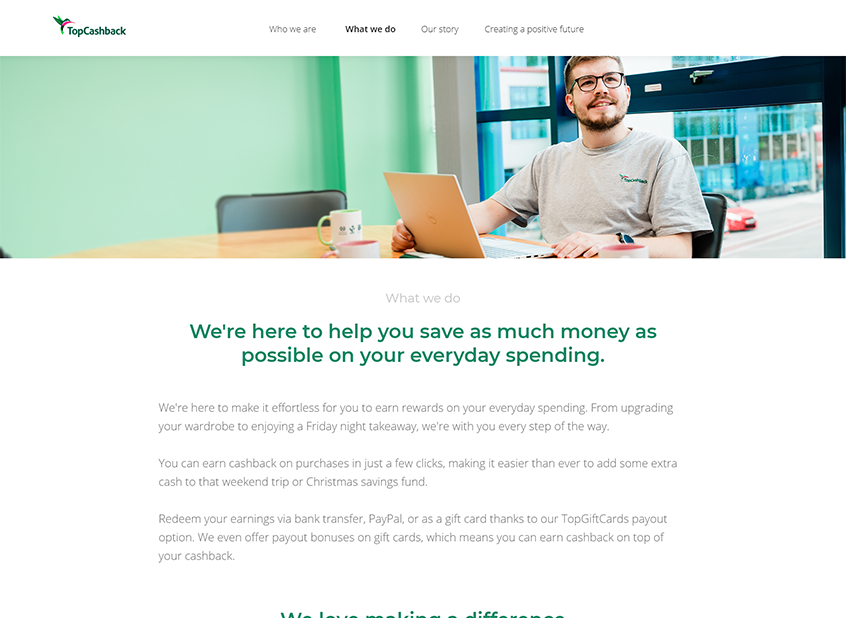 TopCashback
Who we are
What we do
Our story
Creating a positive future
TopCashback
What we do
We're here to help you save as much money as
possible on your everyday spending.
We're here to make it effortless for you to earn rewards on your everyday spending. From upgrading
your wardrobe to enjoying a Friday night takeaway, we're with you every step of the way.
You can earn cashback on purchases in just a few clicks, making it easier than ever to add some extra
cash to that weekend trip or Christmas savings fund.
Redeem your earnings via bank transfer, PayPal, or as a gift card thanks to our TopGiftCards payout
option. We even offer payout bonuses on gift cards, which means you can earn cashback on top of
your cashback.
We love making a difference